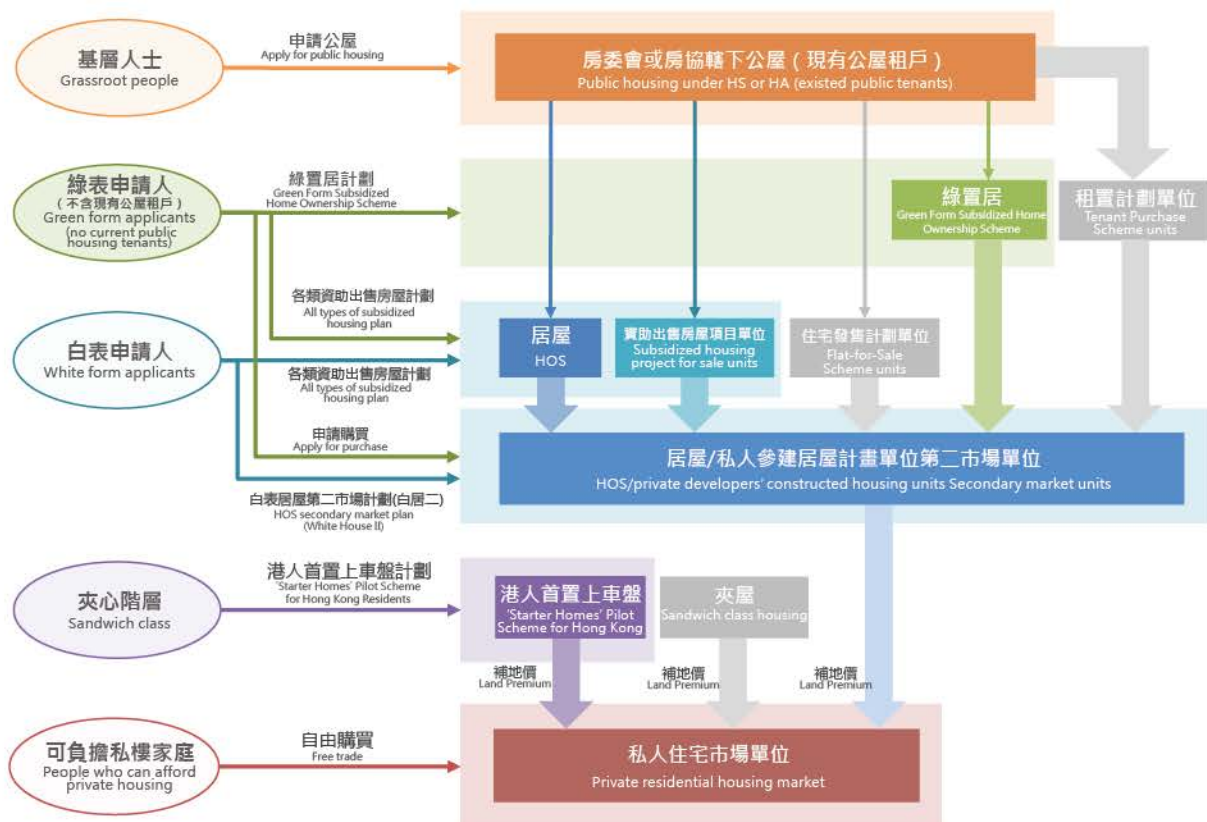 基層人士
Grassroot people
申請公屋
Apply for public housing
房委會或房協轄下公屋（現有公屋租戶）
Public housing under HS or HA (existed public tenants)
綠表申請人
（不含現有公屋租戶）
Green form applicants
(no current public
housing tenants)
綠置居計劃
Green Form Subsidized
Home Ownership Scheme
綠置居
Green Form Subsidized Home
Ownership Scheme
租置計劃單位
Tenant Purchase
Scheme units
各類資助出售房屋計劃
All types of subsidized
housing plan
白表申請人
White form applicants
各類資助出售房屋計劃
All types of subsidized
housing plan
居屋
HOS
資助出售房屋項目單位
Subsidized housing
project for sale units
住宅發售計劃單位
Flat-for-Sale
Scheme units
申請購買
Apply for purchase
居屋/私人參建居屋計畫單位第二市場單位
HOS/private developers' constructed housing units Secondary market units
白表居屋第二市場計劃(白居二)
HOS secondary market plan
(White House II)
夾心階層
Sandwich class
港人首置上車盤計劃
'Starter Homes' Pilot Scheme
for Hong Kong Residents
港人首置上車盤
'Starter Homes' Pilot
Scheme for Hong Kong
夾屋
Sandwich class housing
補地價
Land Premium
補地價
Land Premium
補地價
Land Premium
可負擔私樓家庭
People who can afford
private housing
自由購買
Free trade
私人住宅市場單位
Private residential housing market